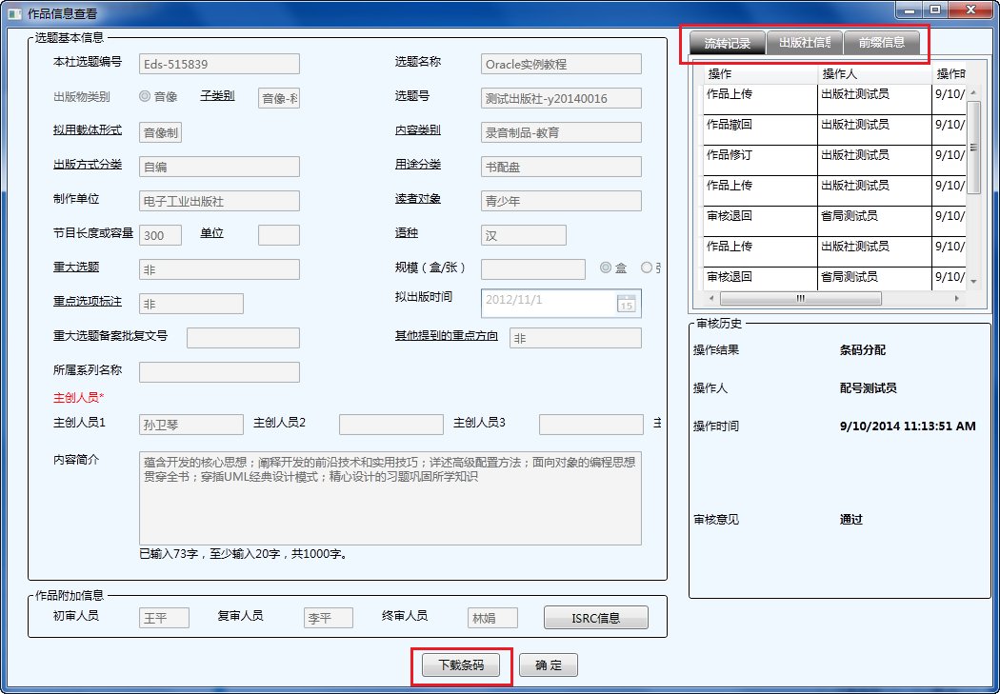 作品信息查看
选题基本信息
本社选题编号 Eds-515839 选题名称 Oracle实例教程
出版物类别 音像 子类别 音像-科 选题号 测试出版社-y20140016
拟用载体形式 音像制 内容类别 录音制品-教育
出版方式分类 自编 用途分类 书配盘
制作单位 电子工业出版社 读者对象 青少年
节目长度或容量 300 单位 语种 汉
重大选题 非 规模（盒/张） 盒
重点选项标注 非 拟出版时间 2012/11/1 15
重大选题备案批复文号 其他提到的重点方向 非
所属系列名称
主创人员*
主创人员1 孙卫琴 主创人员2 主创人员3 主
内容简介 蕴含开发的核心思想；阐释开发的前沿技术和实用技巧；详述高级配置方法；面向对象的编程思想
贯穿全书；穿插UML经典设计模式；精心设计的习题巩固所学知识
已输入73字，至少输入20字，共1000字。
作品附加信息
初审人员 王平 复审人员 李平 终审人员 林娟 ISRC信息
下载条码 确 定
流转记录 出版社信息 前缀信息
操作 操作人 操作时
作品上传 出版社测试员 9/10/
作品撤回 出版社测试员 9/10/
作品修订 出版社测试员 9/10/
作品上传 出版社测试员 9/10/
审核退回 省局测试员 9/10/
作品上传 出版社测试员 9/10/
审核退回 省局测试员 9/10/
审核历史
操作结果 条码分配
操作人 配号测试员
操作时间 9/10/2014 11:13:51 AM
审核意见 通过